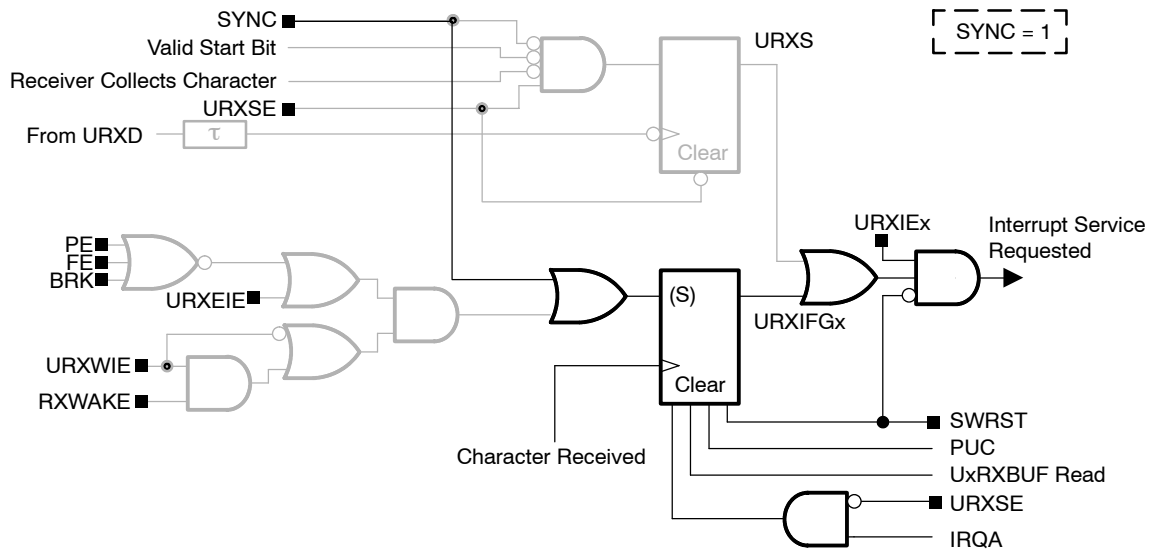 SYNC
SYNC = 1
Valid Start Bit
URXS
Receiver Collects Character
URXSE
From URXD
τ
Clear
URXIEx
Interrupt Service
Requested
PE
FE
BRK
URXEIE
(S)
URXIFGx
URXWIE
RXWAKE
Clear
SWRST
Character Received
PUC
UxRXBUF Read
URXSE
IRQA